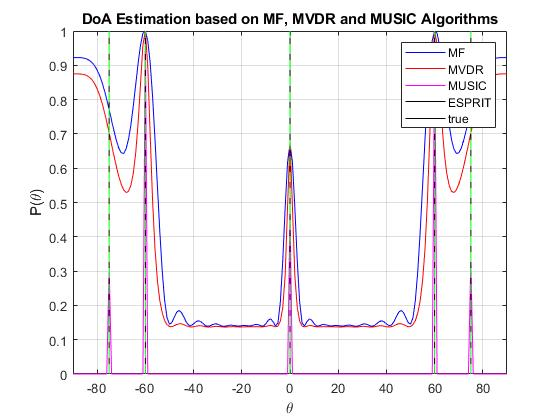 DoA Estimation based on MF, MVDR and MUSIC Algorithms
1
0.9
0.8
0.7
0.6
0.5
0.4
0.3
0.2
0.1
0
P(θ)
MF
MVDR
MUSIC
ESPRIT
true
-80 -60 -40 -20 0 20 40 60 80
θ